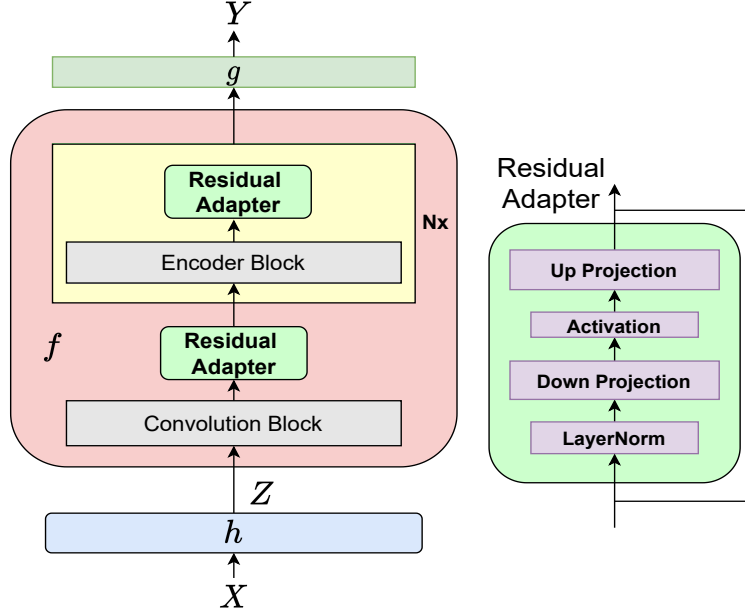 Y
g
Residual
Adapter
Nx
Encoder Block
Residual
Adapter
f
Convolution Block
Z
h
X
Residual
Adapter
Up Projection
Activation
Down Projection
LayerNorm